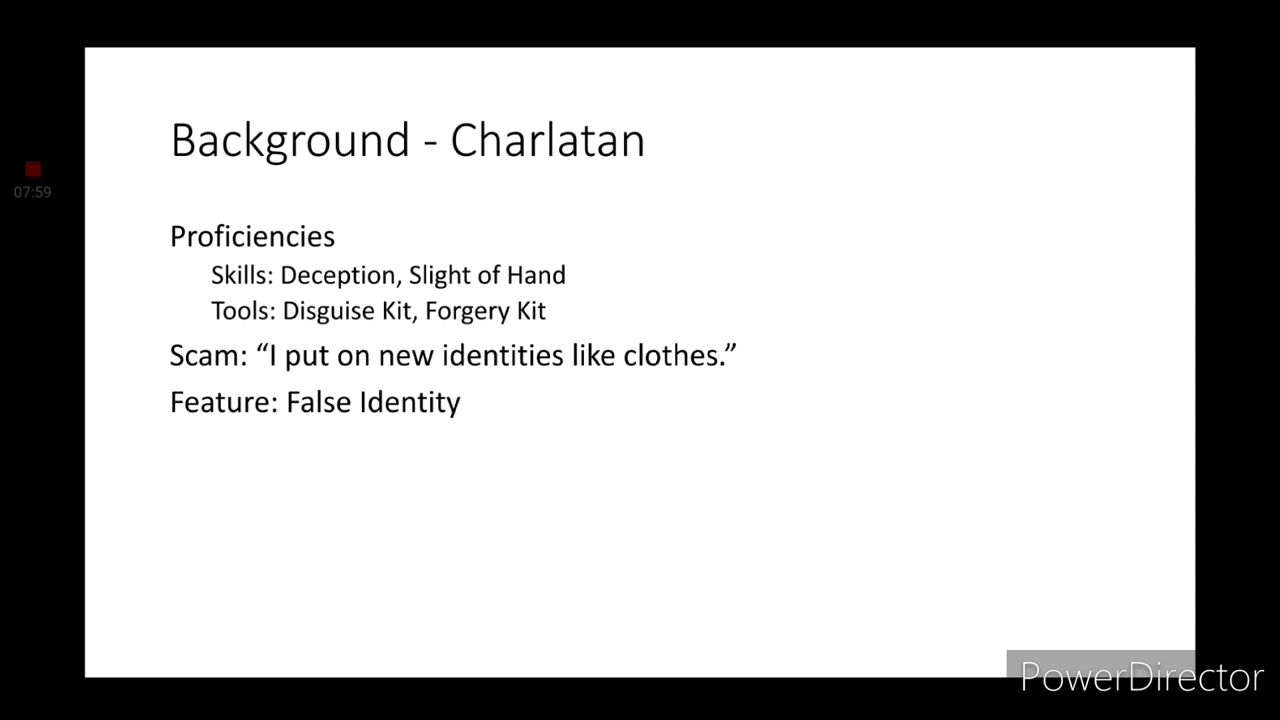 Background - Charlatan
07:59
Proficiencies
Skills: Deception, Slight of Hand
Tools: Disguise Kit, Forgery Kit
Scam: “I put on new identities like clothes.”
Feature: False Identity
PowerDirector